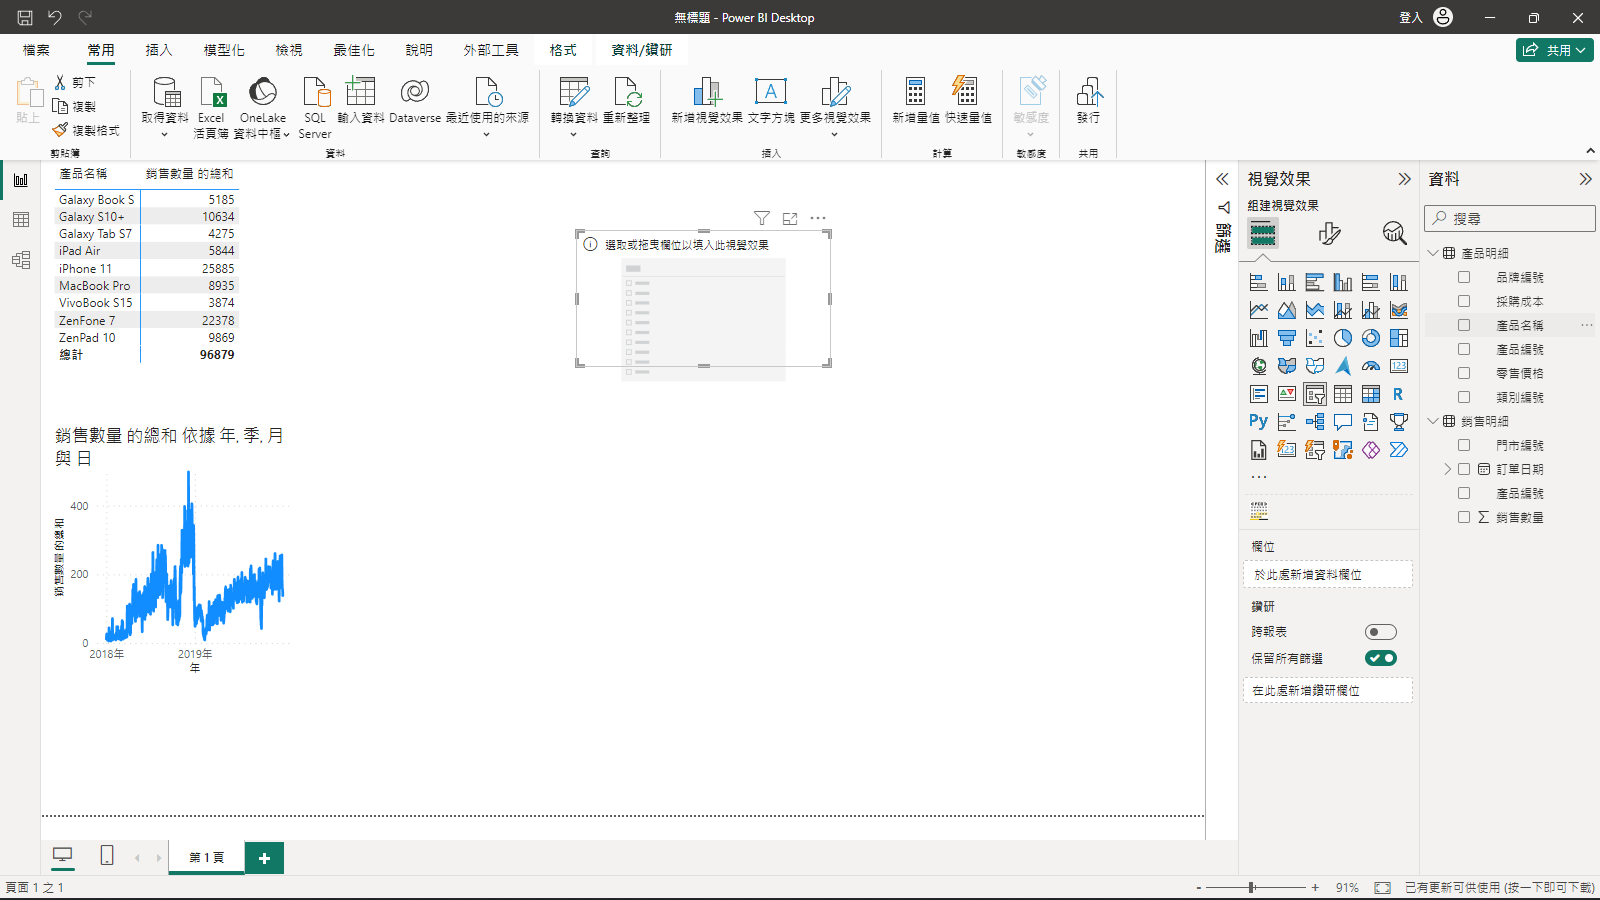 無標題 - Power BI Desktop
登入
檔案 常用 插入 模型化 檢視 最佳化 說明 外部工具 格式 資料/鑽研
共用
貼上
剪下
複製
複製格式
剪貼簿
取得資料
Excel 活頁簿
OneLake 資料中樞
SQL Server
輸入資料
Dataverse
最近使用的來源
資料
轉換資料
重新整理
查詢
新增視覺效果
文字方塊
更多視覺效果
插入
新增量值
快速量值
計算
敏感度
敏感度
發行
共用
產品名稱 銷售數量 的總和
Galaxy Book S 5185
Galaxy S10+ 10634
Galaxy Tab S7 4275
iPad Air 5844
iPhone 11 25885
MacBook Pro 8935
VivoBook S15 3874
ZenFone 7 22378
ZenPad 10 9869
總計 96879
選取或拖曳欄位以填入此視覺效果
銷售數量 的總和 依據 年, 季, 月
與 日
銷售數量 的總和
400
200
0
2018年 2019年
年
篩選
視覺效果
組建視覺效果
123
R
Py
123
欄位
於此處新增資料欄位
鑽研
跨報表
保留所有篩選
在此處新增鑽研欄位
資料
搜尋
產品明細
品牌編號
採購成本
產品名稱
產品編號
零售價格
類別編號
銷售明細
門市編號
訂單日期
產品編號
銷售數量
第 1 頁
頁面 1 之 1
- + 91%
已有更新可供使用 (按一下即可下載)